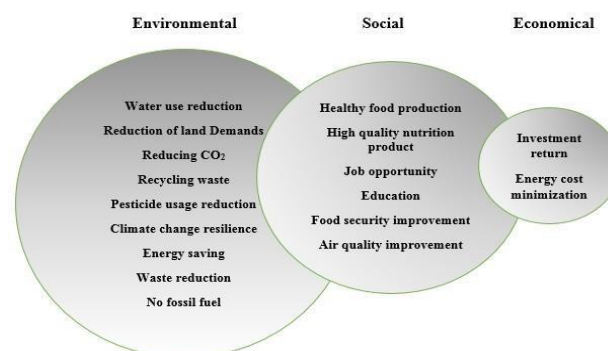 Environmental
Social
Economical
Water use reduction
Reduction of land Demands
Reducing CO₂
Recycling waste
Pesticide usage reduction
Climate change resilience
Energy saving
Waste reduction
No fossil fuel
Healthy food production
High quality nutrition
product
Job opportunity
Education
Food security improvement
Air quality improvement
Investment
return
Energy cost
minimization